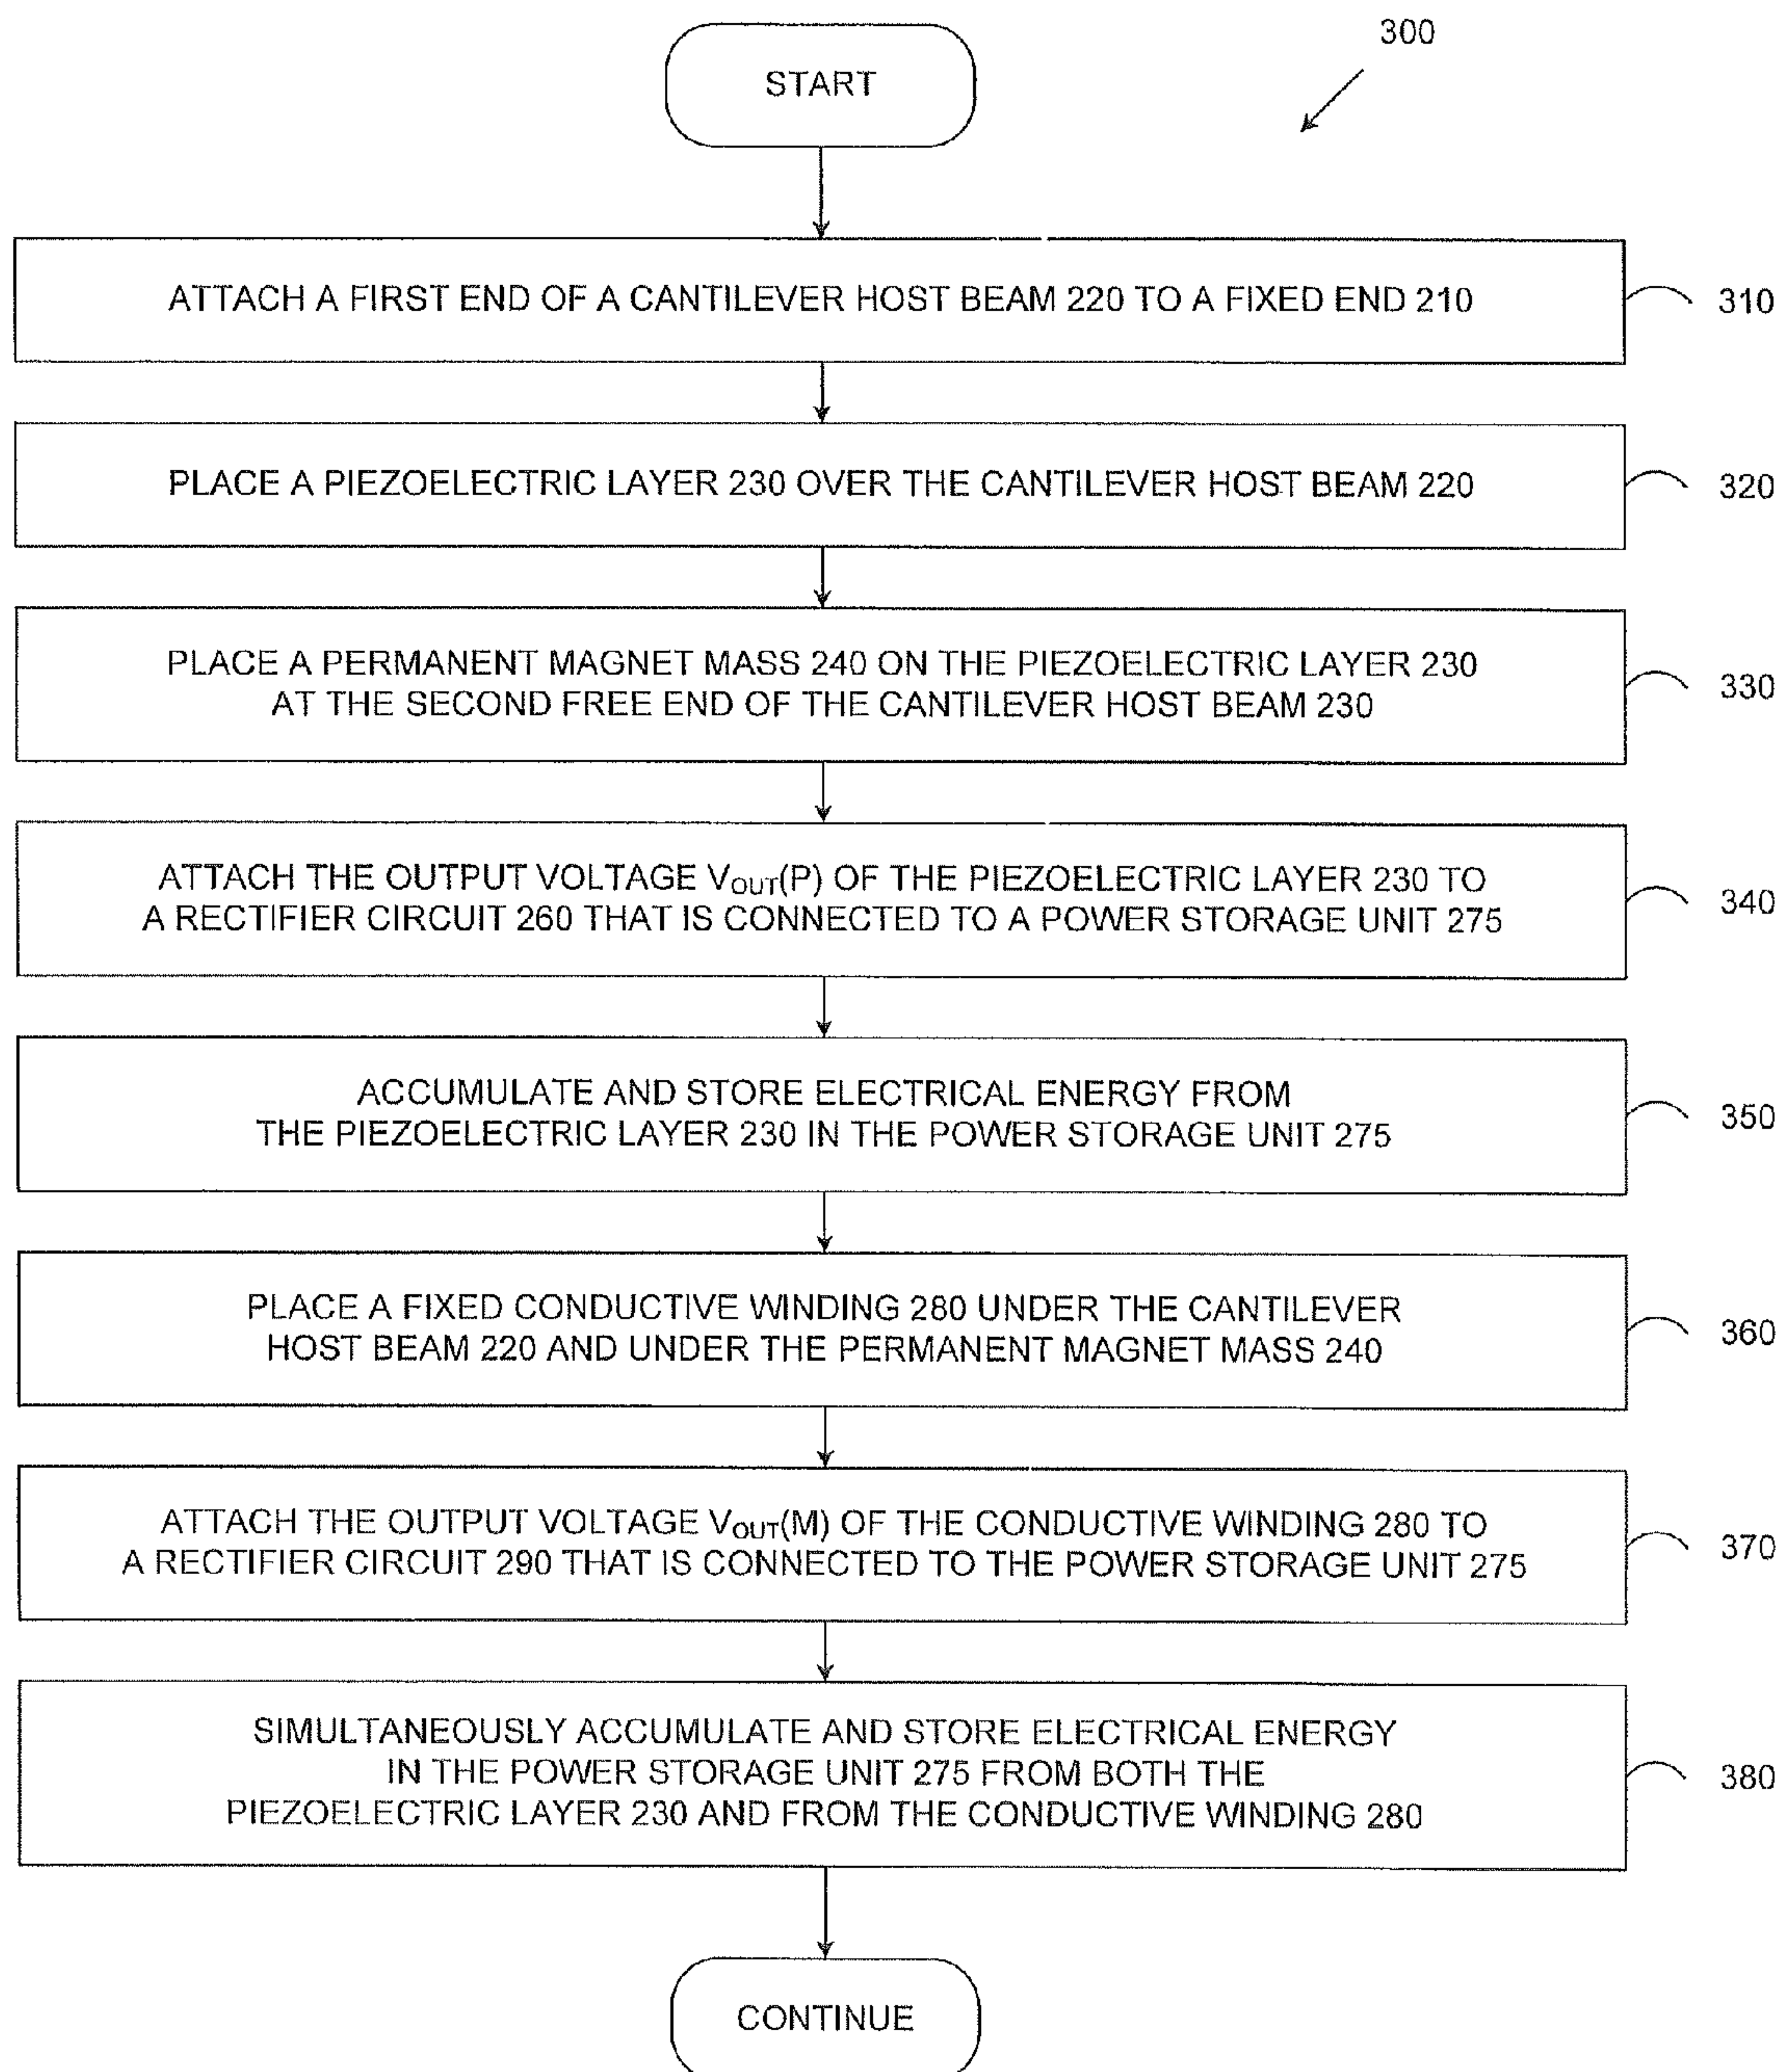 300
START
ATTACH A FIRST END OF A CANTILEVER HOST BEAM 220 TO A FIXED END 210
310
PLACE A PIEZOELECTRIC LAYER 230 OVER THE CANTILEVER HOST BEAM 220
320
PLACE A PERMANENT MAGNET MASS 240 ON THE PIEZOELECTRIC LAYER 230
AT THE SECOND FREE END OF THE CANTILEVER HOST BEAM 230
330
ATTACH THE OUTPUT VOLTAGE VOUT(P) OF THE PIEZOELECTRIC LAYER 230 TO
A RECTIFIER CIRCUIT 260 THAT IS CONNECTED TO A POWER STORAGE UNIT 275
340
ACCUMULATE AND STORE ELECTRICAL ENERGY FROM
THE PIEZOELECTRIC LAYER 230 IN THE POWER STORAGE UNIT 275
350
PLACE A FIXED CONDUCTIVE WINDING 280 UNDER THE CANTILEVER
HOST BEAM 220 AND UNDER THE PERMANENT MAGNET MASS 240
360
ATTACH THE OUTPUT VOLTAGE VOUT(M) OF THE CONDUCTIVE WINDING 280 TO
A RECTIFIER CIRCUIT 290 THAT IS CONNECTED TO THE POWER STORAGE UNIT 275
370
SIMULTANEOUSLY ACCUMULATE AND STORE ELECTRICAL ENERGY
IN THE POWER STORAGE UNIT 275 FROM BOTH THE
PIEZOELECTRIC LAYER 230 AND FROM THE CONDUCTIVE WINDING 280
380
CONTINUE